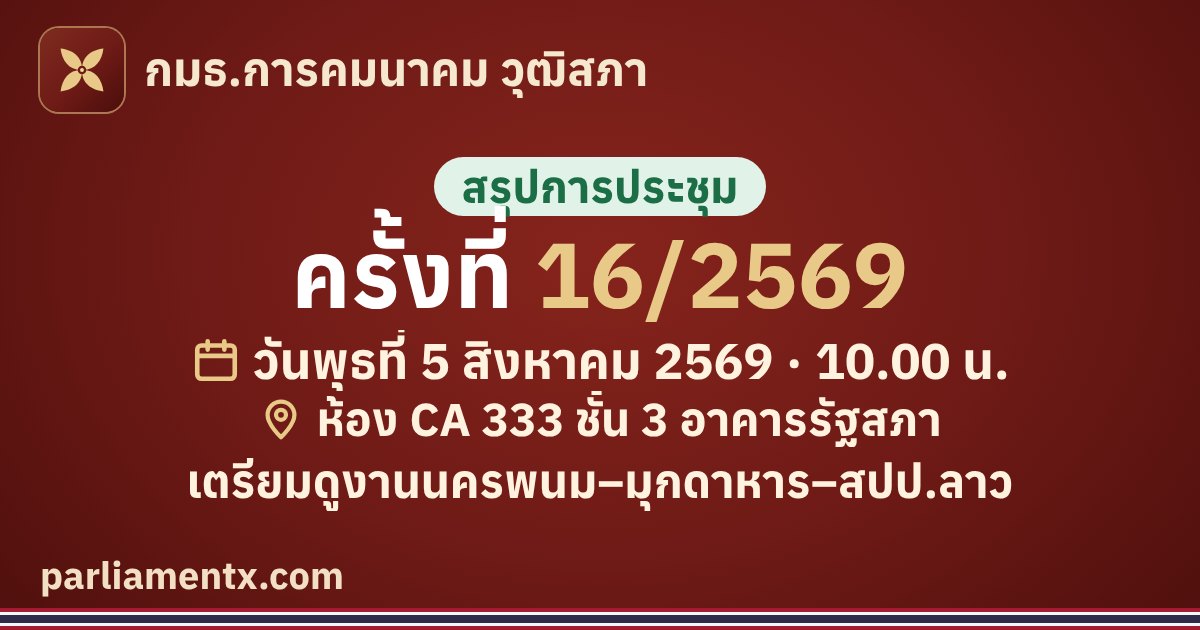 กมธ.การคมนาคม วุฒิสภา
สรุปการประชุม
ครั้งที่ 16/2569
วันพุธที่ 5 สิงหาคม 2569 · 10.00 น.
ห้อง CA 333 ชั้น 3 อาคารรัฐสภา
เตรียมดูงานนครพนม–มุกดาหาร–สปป.ลาว
parliamentx.com